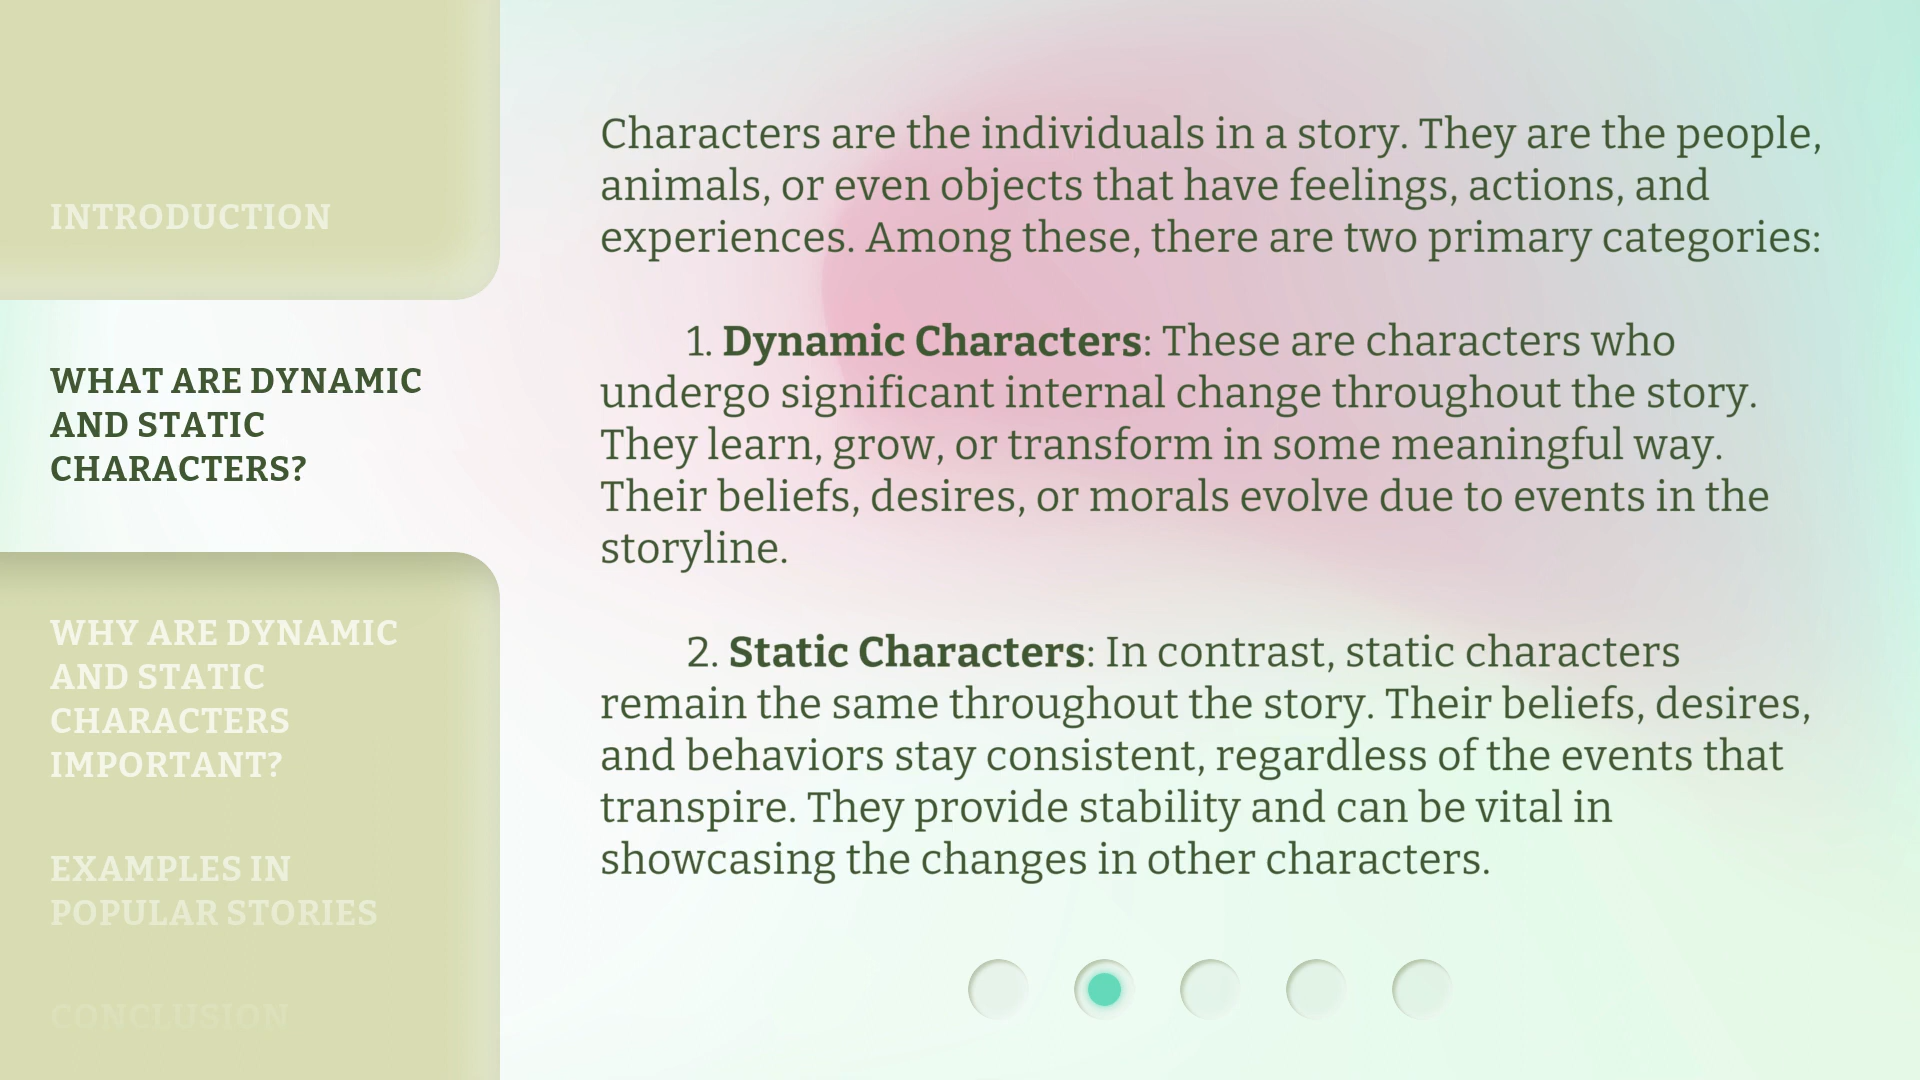 INTRODUCTION
WHAT ARE DYNAMIC
AND STATIC
CHARACTERS?
WHY ARE DYNAMIC
AND STATIC
CHARACTERS
IMPORTANT?
EXAMPLES IN
POPULAR STORIES
CONCLUSION
Characters are the individuals in a story. They are the people,
animals, or even objects that have feelings, actions, and
experiences. Among these, there are two primary categories:
1. Dynamic Characters: These are characters who
undergo significant internal change throughout the story.
They learn, grow, or transform in some meaningful way.
Their beliefs, desires, or morals evolve due to events in the
storyline.
2. Static Characters: In contrast, static characters
remain the same throughout the story. Their beliefs, desires,
and behaviors stay consistent, regardless of the events that
transpire. They provide stability and can be vital in
showcasing the changes in other characters.